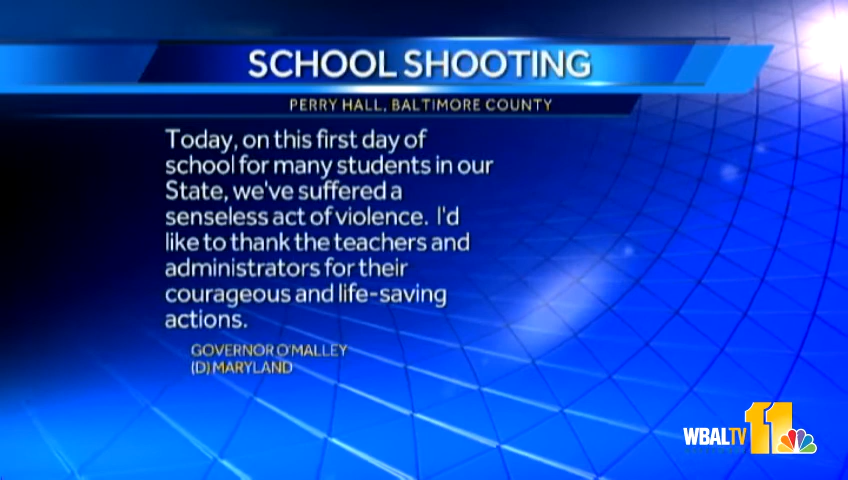 SCHOOL SHOOTING
PERRY HALL, BALTIMORE COUNTY
Today, on this first day of
school for many students in our
State, we've suffered a
senseless act of violence. I'd
like to thank the teachers and
administrators for their
courageous and life-saving
actions.
GOVERNOR O'MALLEY
(D) MARYLAND
WBALTV 11